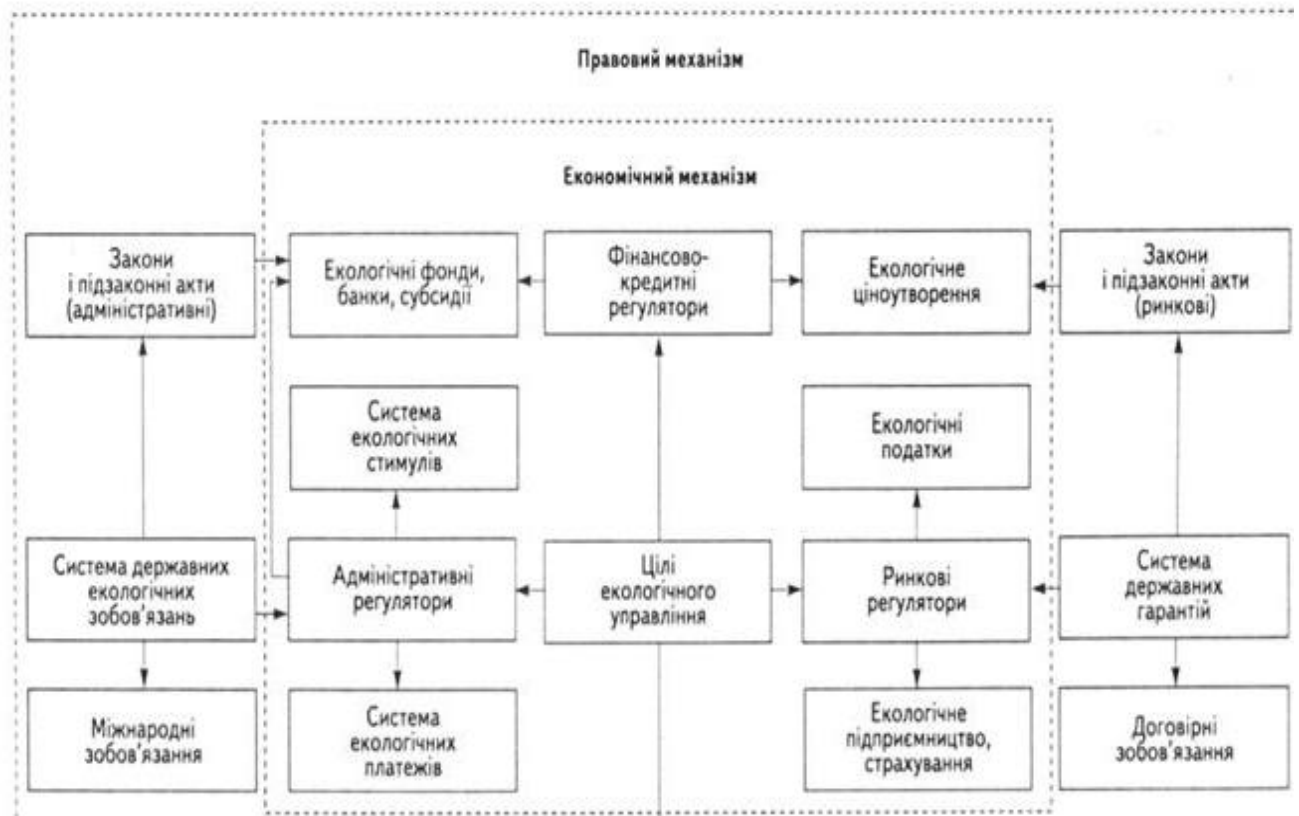 Правовий механізм
Економічний механізм
Закони
і підзаконні акти
(адміністративні)
Екологічні фонди,
банки, субсидії
Фінансово-
кредитні
регулятори
Екологічне
ціноутворення
Закони
і підзаконні акти
(ринкові)
Система
екологічних
стимулів
Екологічні
податки
Система державних
екологічних
зобов’язань
Адміністративні
регулятори
Цілі
екологічного
управління
Ринкові
регулятори
Система
державних
гарантій
Міжнародні
зобов’язання
Система
екологічних
платежів
Екологічне
підприємництво,
страхування
Договірні
зобов’язання